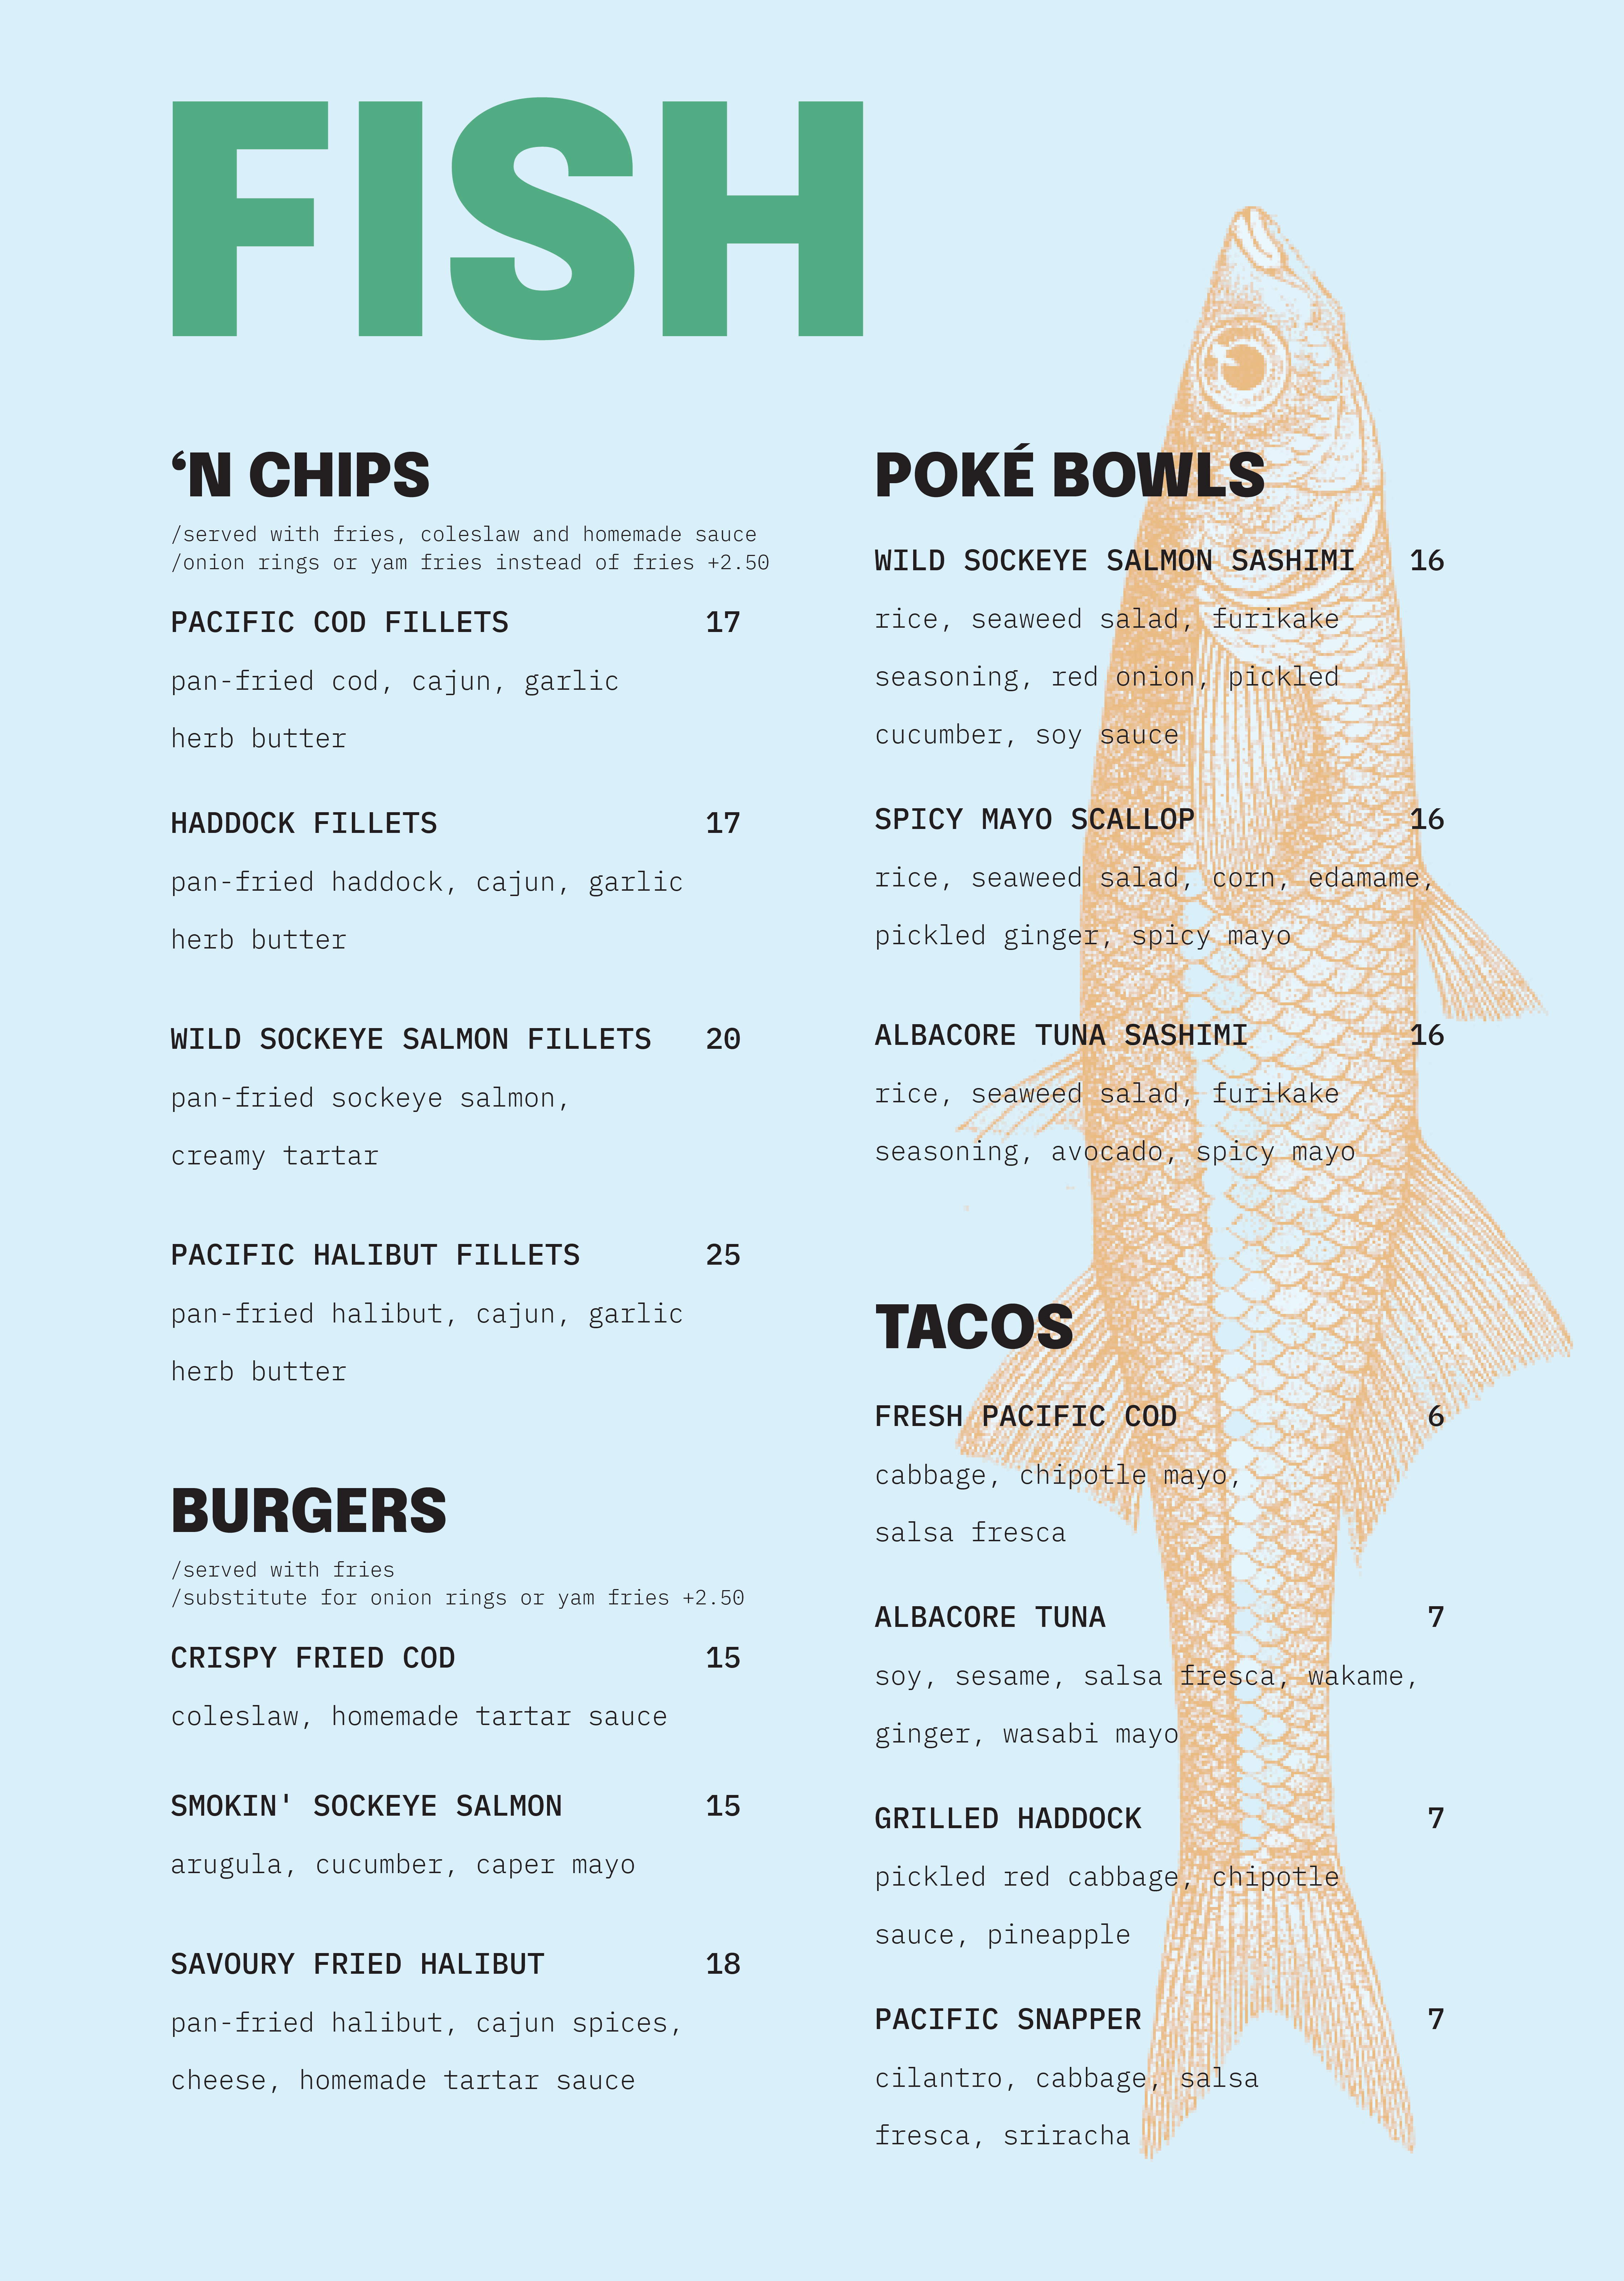 FISH
‘N CHIPS
/served with fries, coleslaw and homemade sauce
/onion rings or yam fries instead of fries +2.50
PACIFIC COD FILLETS 17
pan-fried cod, cajun, garlic
herb butter
HADDOCK FILLETS 17
pan-fried haddock, cajun, garlic
herb butter
WILD SOCKEYE SALMON FILLETS 20
pan-fried sockeye salmon,
creamy tartar
PACIFIC HALIBUT FILLETS 25
pan-fried halibut, cajun, garlic
herb butter
BURGERS
/served with fries
/substitute for onion rings or yam fries +2.50
CRISPY FRIED COD 15
coleslaw, homemade tartar sauce
SMOKIN' SOCKEYE SALMON 15
arugula, cucumber, caper mayo
SAVOURY FRIED HALIBUT 18
pan-fried halibut, cajun spices,
cheese, homemade tartar sauce
POKÉ BOWLS
WILD SOCKEYE SALMON SASHIMI 16
rice, seaweed salad, furikake
seasoning, red onion, pickled
cucumber, soy sauce
SPICY MAYO SCALLOP 16
rice, seaweed salad, corn, edamame,
pickled ginger, spicy mayo
ALBACORE TUNA SASHIMI 16
rice, seaweed salad, furikake
seasoning, avocado, spicy mayo
TACOS
FRESH PACIFIC COD 6
cabbage, chipotle mayo,
salsa fresca
ALBACORE TUNA 7
soy, sesame, salsa fresca, wakame,
ginger, wasabi mayo
GRILLED HADDOCK 7
pickled red cabbage, chipotle
sauce, pineapple
PACIFIC SNAPPER 7
cilantro, cabbage, salsa
fresca, sriracha